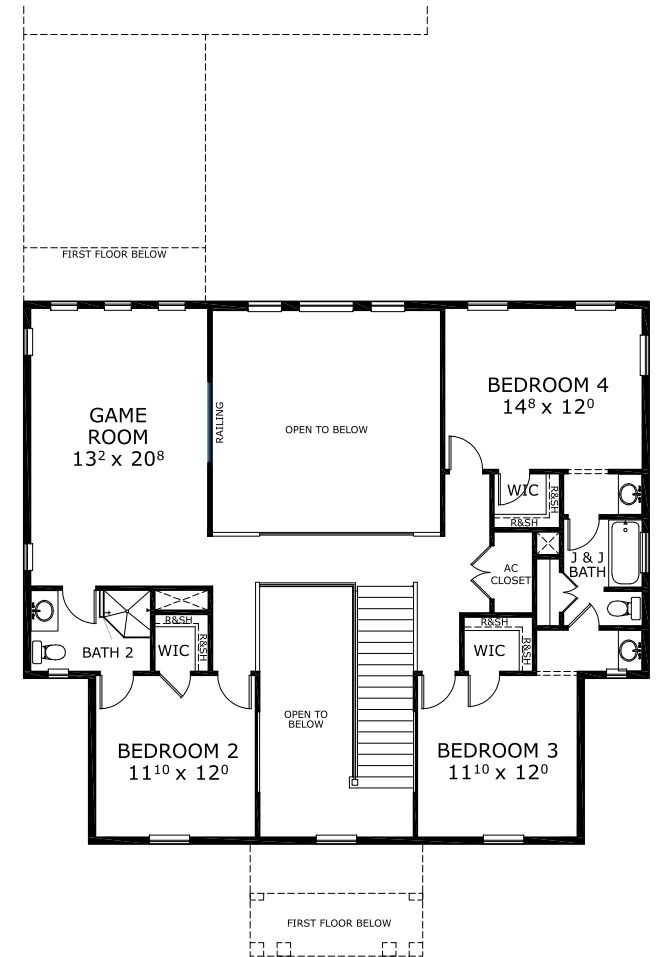 FIRST FLOOR BELOW
BEDROOM 4
14⁸ x 12⁰
GAME
ROOM
13² x 20⁸
RAILING
OPEN TO BELOW
WIC
R&SH
R&SH
J & J
BATH
AC
CLOSET
R&SH
R&SH
WIC
BATH 2
R&SH
R&SH
WIC
OPEN TO
BELOW
BEDROOM 2
11¹⁰ x 12⁰
BEDROOM 3
11¹⁰ x 12⁰
FIRST FLOOR BELOW